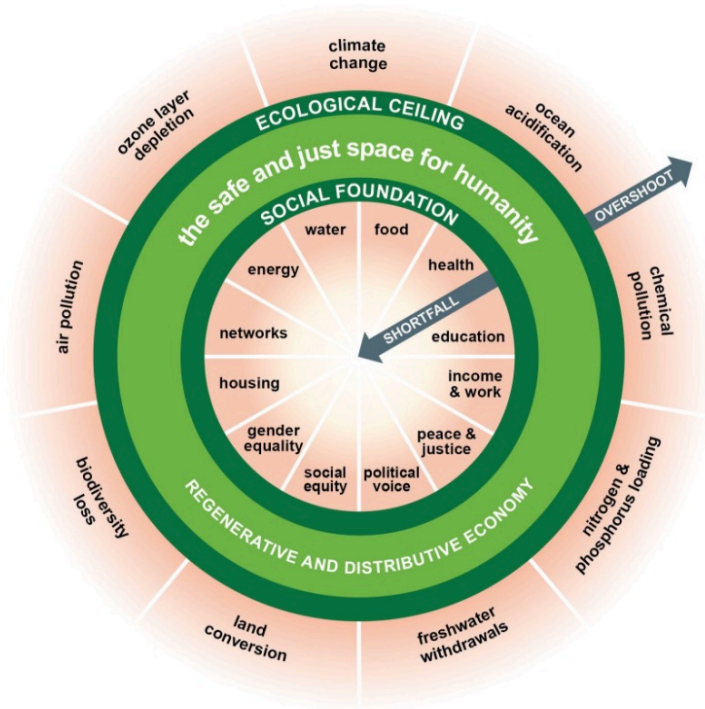 climate
change
ocean
acidification
OVERSHOOT
chemical
pollution
nitrogen &
phosphorus loading
freshwater
withdrawals
land
conversion
biodiversity
loss
air pollution
ozone layer
depletion
ECOLOGICAL CEILING
the safe and just space for humanity
SOCIAL FOUNDATION
water
food
health
SHORTFALL
education
income
& work
peace &
justice
political
voice
social
equity
gender
equality
housing
networks
energy
REGENERATIVE AND DISTRIBUTIVE ECONOMY